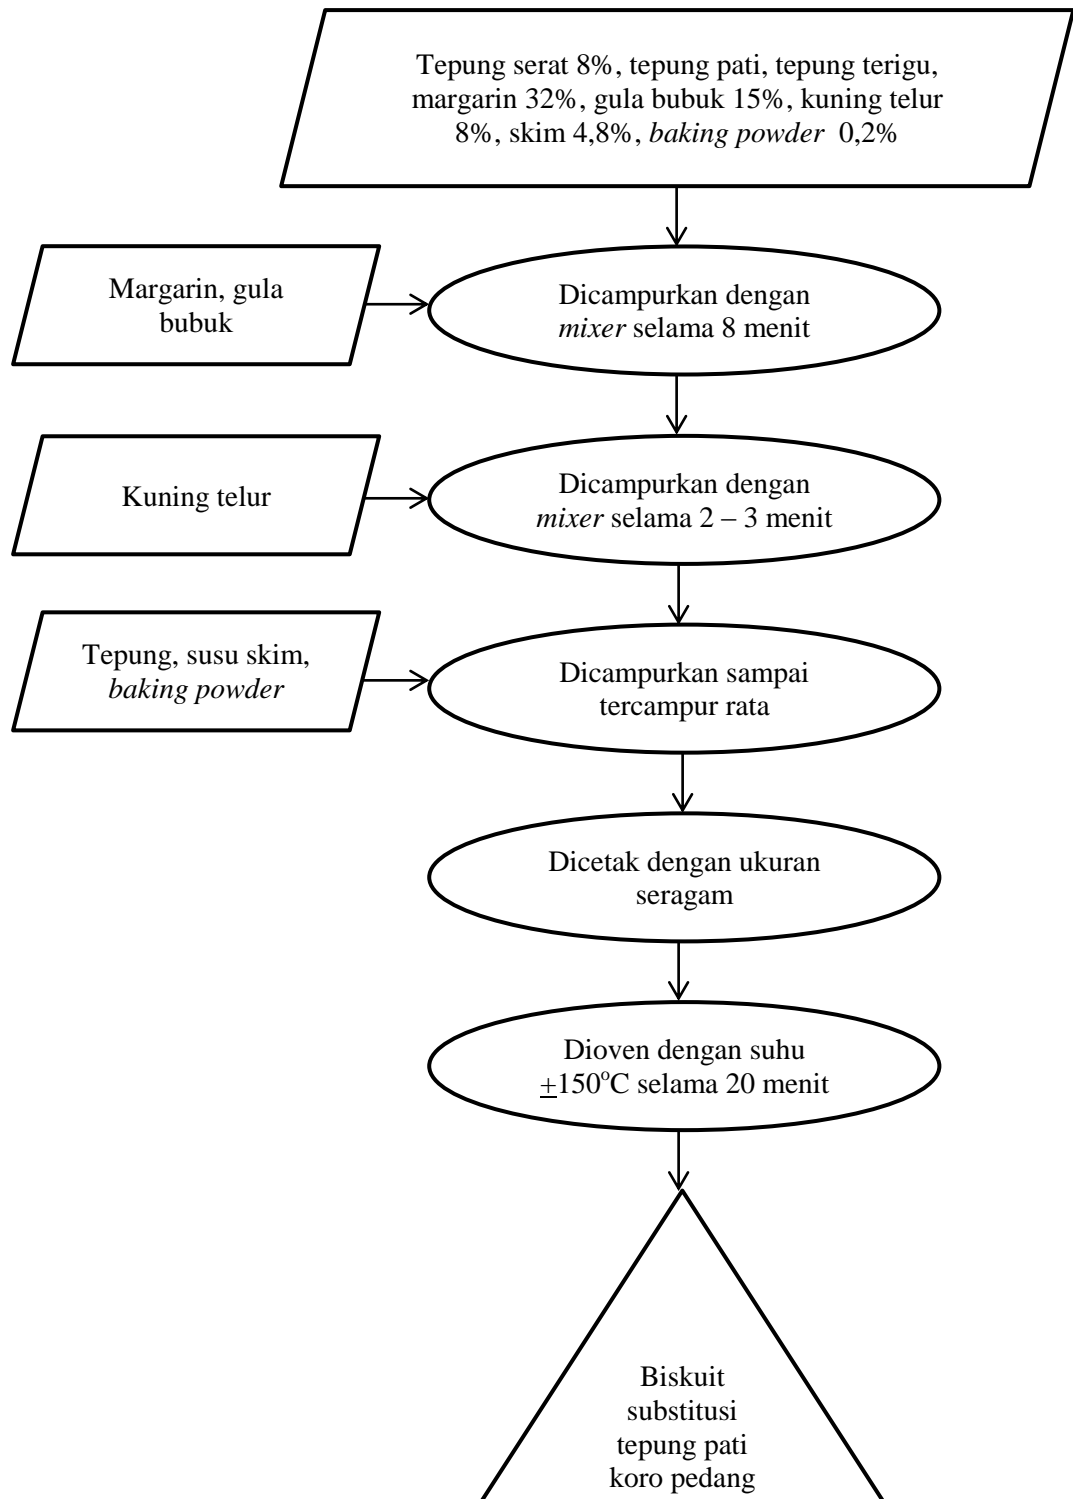 Tepung serat 8%, tepung pati, tepung terigu,
margarin 32%, gula bubuk 15%, kuning telur
8%, skim 4,8%, baking powder 0,2%
Margarin, gula
bubuk
Dicampurkan dengan
mixer selama 8 menit
Kuning telur
Dicampurkan dengan
mixer selama 2 – 3 menit
Tepung, susu skim,
baking powder
Dicampurkan sampai
tercampur rata
Dicetak dengan ukuran
seragam
Dioven dengan suhu
±150°C selama 20 menit
Biskuit
substitusi
tepung pati
koro pedang